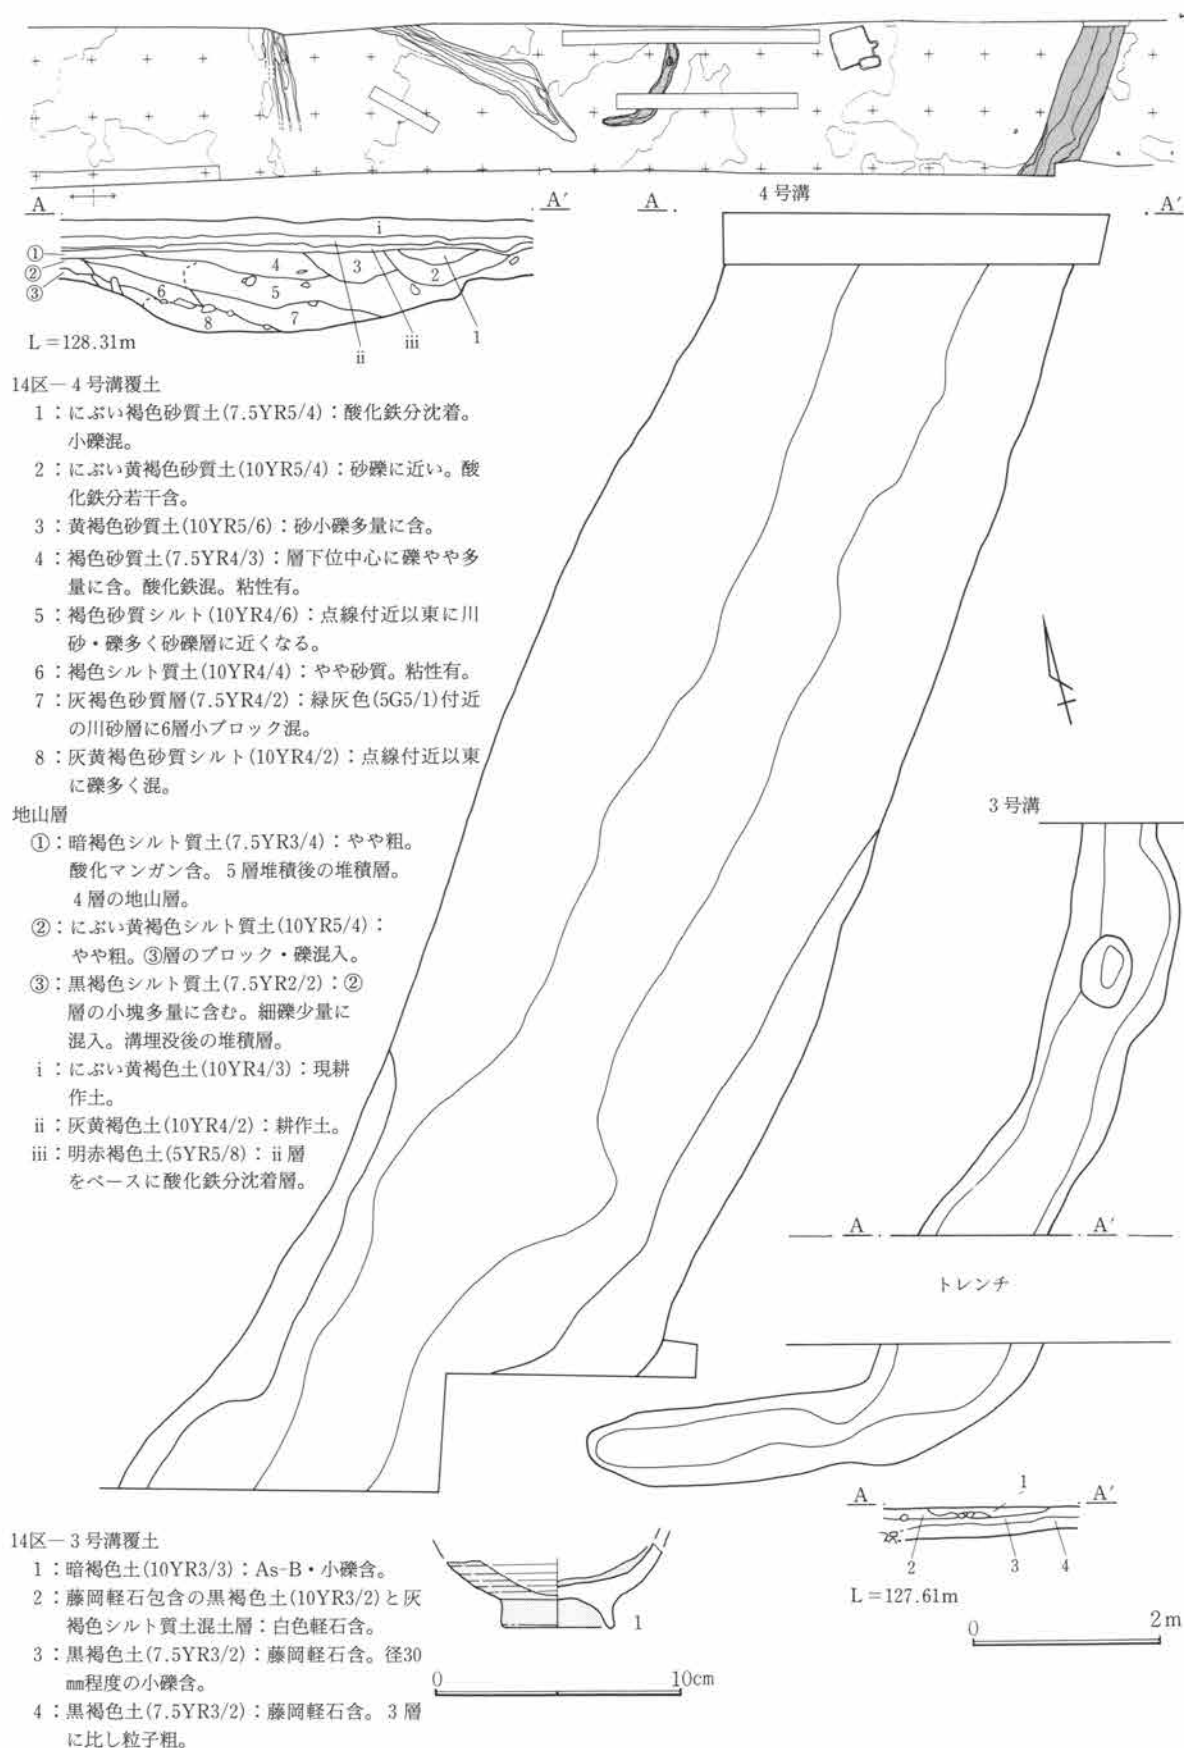 A
A′
A
4号溝
A′
i
①
②
③
4
3
2
5
6
7
8
1
iii
ii
L=128.31m
14区―4号溝覆土
1：にぶい褐色砂質土(7.5YR5/4)：酸化鉄分沈着。
小礫混。
2：にぶい黄褐色砂質土(10YR5/4)：砂礫に近い。酸
化鉄分若干含。
3：黄褐色砂質土(10YR5/6)：砂小礫多量に含。
4：褐色砂質土(7.5YR4/3)：層下位中心に礫やや多
量に含。酸化鉄混。粘性有。
5：褐色砂質シルト(10YR4/6)：点線付近以東に川
砂・礫多く砂礫層に近くなる。
6：褐色シルト質土(10YR4/4)：やや砂質。粘性有。
7：灰褐色砂質層(7.5YR4/2)：緑灰色(5G5/1)付近
の川砂層に6層小ブロック混。
8：灰黄褐色砂質シルト(10YR4/2)：点線付近以東
に礫多く混。
地山層
①：暗褐色シルト質土(7.5YR3/4)：やや粗。
酸化マンガン含。5層堆積後の堆積層。
4層の地山層。
②：にぶい黄褐色シルト質土(10YR5/4)：
やや粗。③層のブロック・礫混入。
③：黒褐色シルト質土(7.5YR2/2)：②
層の小塊多量に含む。細礫少量に
混入。溝埋没後の堆積層。
i：にぶい黄褐色土(10YR4/3)：現耕
作土。
ii：灰黄褐色土(10YR4/2)：耕作土。
iii：明赤褐色土(5YR5/8)：ii層
をベースに酸化鉄分沈着層。
3号溝
A
A′
トレンチ
A
1
A′
2
3
4
L=127.61m
0
2m
14区―3号溝覆土
1：暗褐色土(10YR3/3)：As-B・小礫含。
2：藤岡軽石包含の黒褐色土(10YR3/2)と灰
褐色シルト質土混土層：白色軽石含。
3：黒褐色土(7.5YR3/2)：藤岡軽石含。径30
㎜程度の小礫含。
4：黒褐色土(7.5YR3/2)：藤岡軽石含。3層
に比し粒子粗。
1
0
10cm